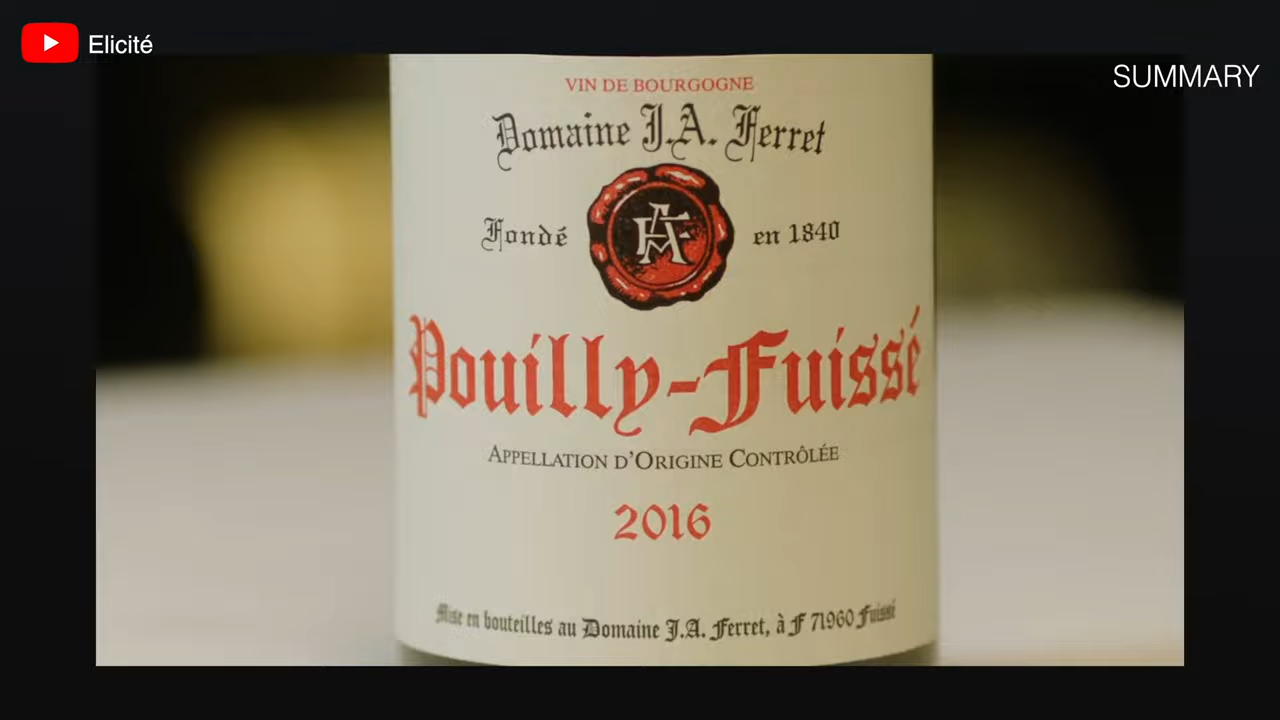 Elicité
SUMMARY
VIN DE BOURGOGNE
Domaine J.A. Ferret
Fondé en 1840
Pouilly-Fuissé
APPELLATION D'ORIGINE CONTRÔLÉE
2016
Mise en bouteilles au Domaine J.A. Ferret, à F 71960 Fuissé